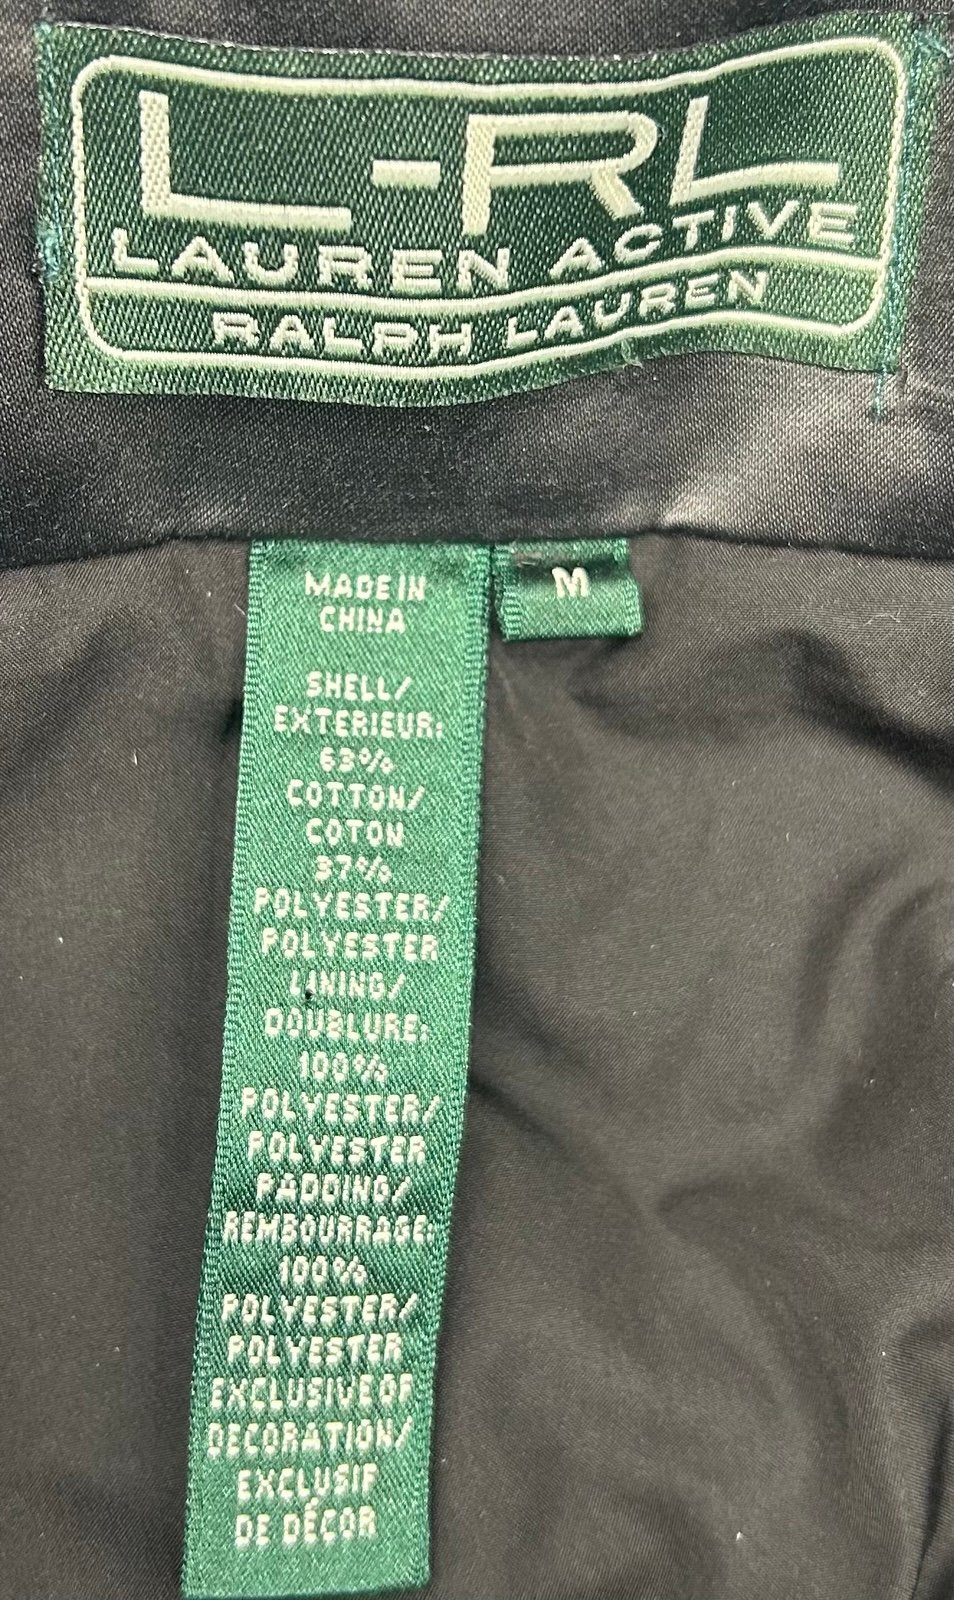 L-RL
LAUREN ACTIVE
RALPH LAUREN
M
MADE IN
CHINA
SHELL/
EXTERIEUR:
63%
COTTON/
COTON
37%
POLYESTER/
POLYESTER
LINING/
DOUBLURE:
100%
POLYESTER/
POLYESTER
PADDING/
REMBOURRAGE:
100%
POLYESTER/
POLYESTER
EXCLUSIVE OF
DECORATION/
EXCLUSIF
DE DÉCOR